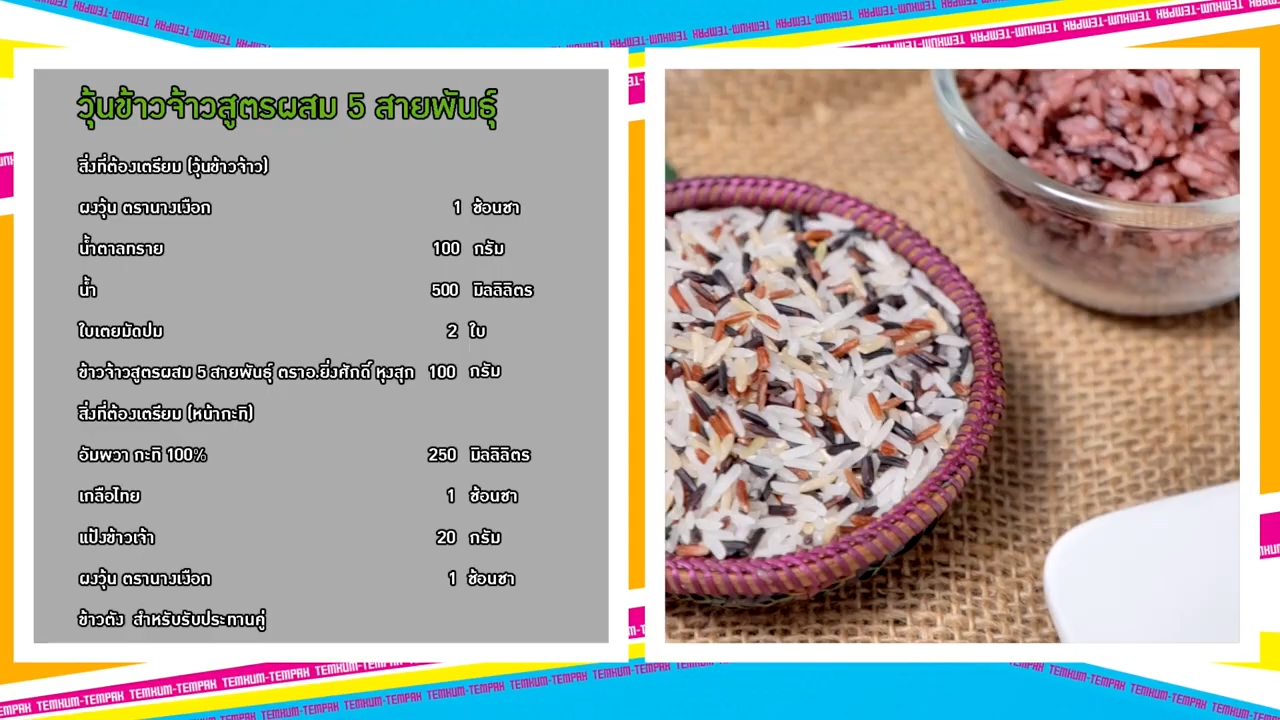 วุ้นข้าวจ้าวสูตรผสม 5 สายพันธุ์
สิ่งที่ต้องเตรียม (วุ้นข้าวจ้าว)
ผงวุ้น ตรานางเงือก 1 ช้อนชา
น้ำตาลทราย 100 กรัม
น้ำ 500 มิลลิลิตร
ใบเตยมัดปม 2 ใบ
ข้าวจ้าวสูตรผสม 5 สายพันธุ์ ตราอ.ยิ่งศักดิ์ หุงสุก 100 กรัม
สิ่งที่ต้องเตรียม (หน้ากะทิ)
อัมพวา กะทิ 100% 250 มิลลิลิตร
เกลือไทย 1 ช้อนชา
แป้งข้าวเจ้า 20 กรัม
ผงวุ้น ตรานางเงือก 1 ช้อนชา
ข้าวตัง สำหรับรับประทานคู่
TEMKUM-TEMPAK TEMKUM-TEMPAK TEMKUM-TEMPAK TEMKUM-TEMPAK